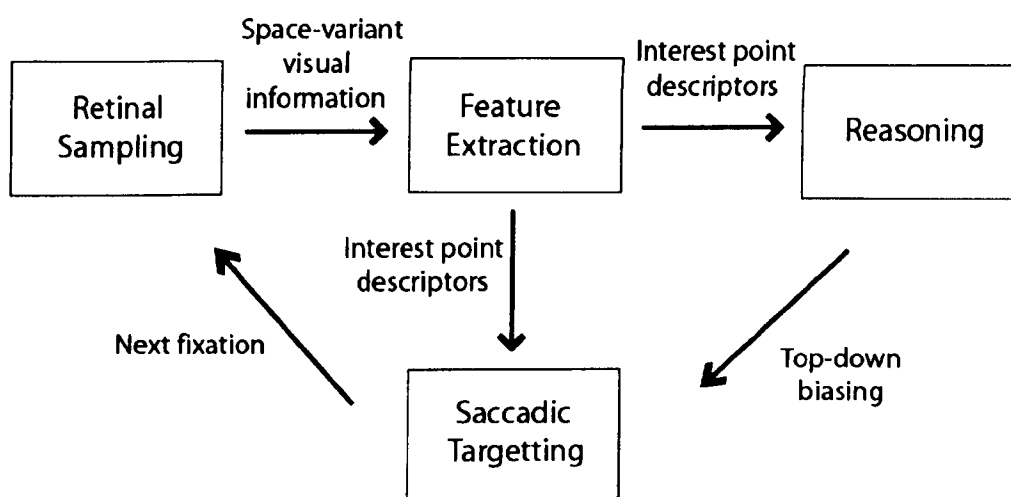 Space-variant
visual
information
Interest point
descriptors
Retinal
Sampling
Feature
Extraction
Reasoning
Interest point
descriptors
Next fixation
Top-down
biasing
Saccadic
Targetting